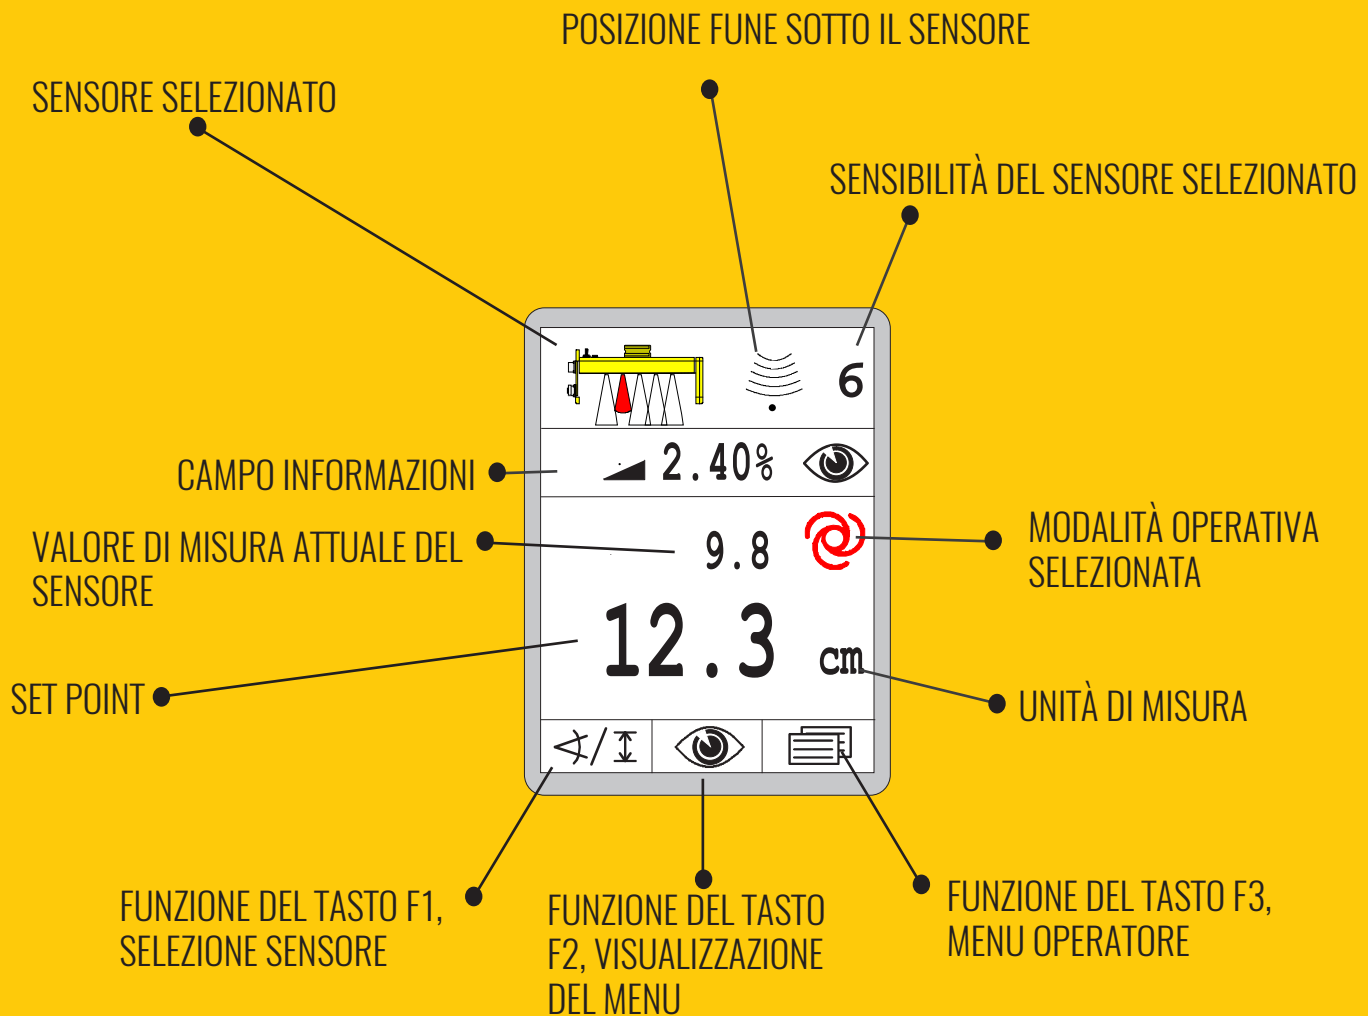 POSIZIONE FUNE SOTTO IL SENSORE
SENSORE SELEZIONATO
SENSIBILITÀ DEL SENSORE SELEZIONATO
6
CAMPO INFORMAZIONI
2.40%
VALORE DI MISURA ATTUALE DEL
SENSORE
9.8
MODALITÀ OPERATIVA
SELEZIONATA
12.3
cm
SET POINT
UNITÀ DI MISURA
FUNZIONE DEL TASTO F1,
SELEZIONE SENSORE
FUNZIONE DEL TASTO
F2, VISUALIZZAZIONE
DEL MENU
FUNZIONE DEL TASTO F3,
MENU OPERATORE